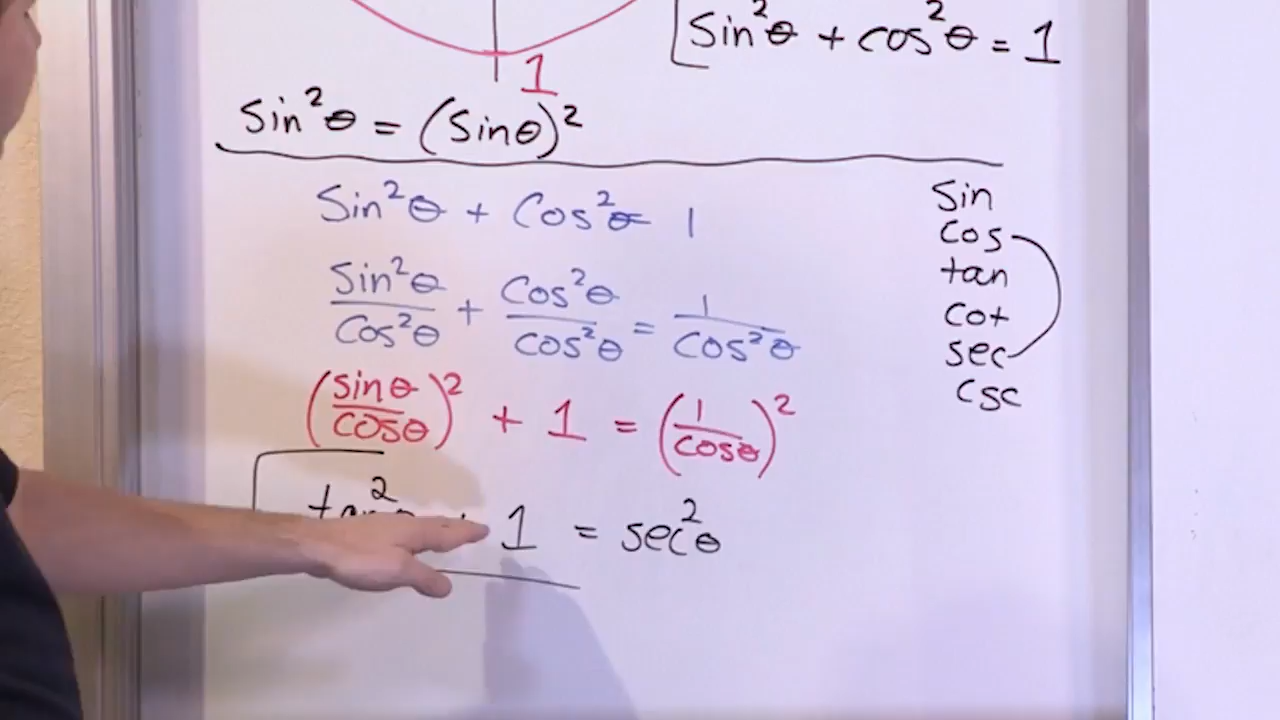 sin²θ + cos²θ = 1
1
sin²θ = (sinθ)²
sin²θ + cos²θ 1
sin²θ/cos²θ + cos²θ/cos²θ = 1/cos²θ
(sinθ/cosθ)² + 1 = (1/cosθ)²
tan²θ + 1 = sec²θ
sin
cos
tan
cot
sec
csc